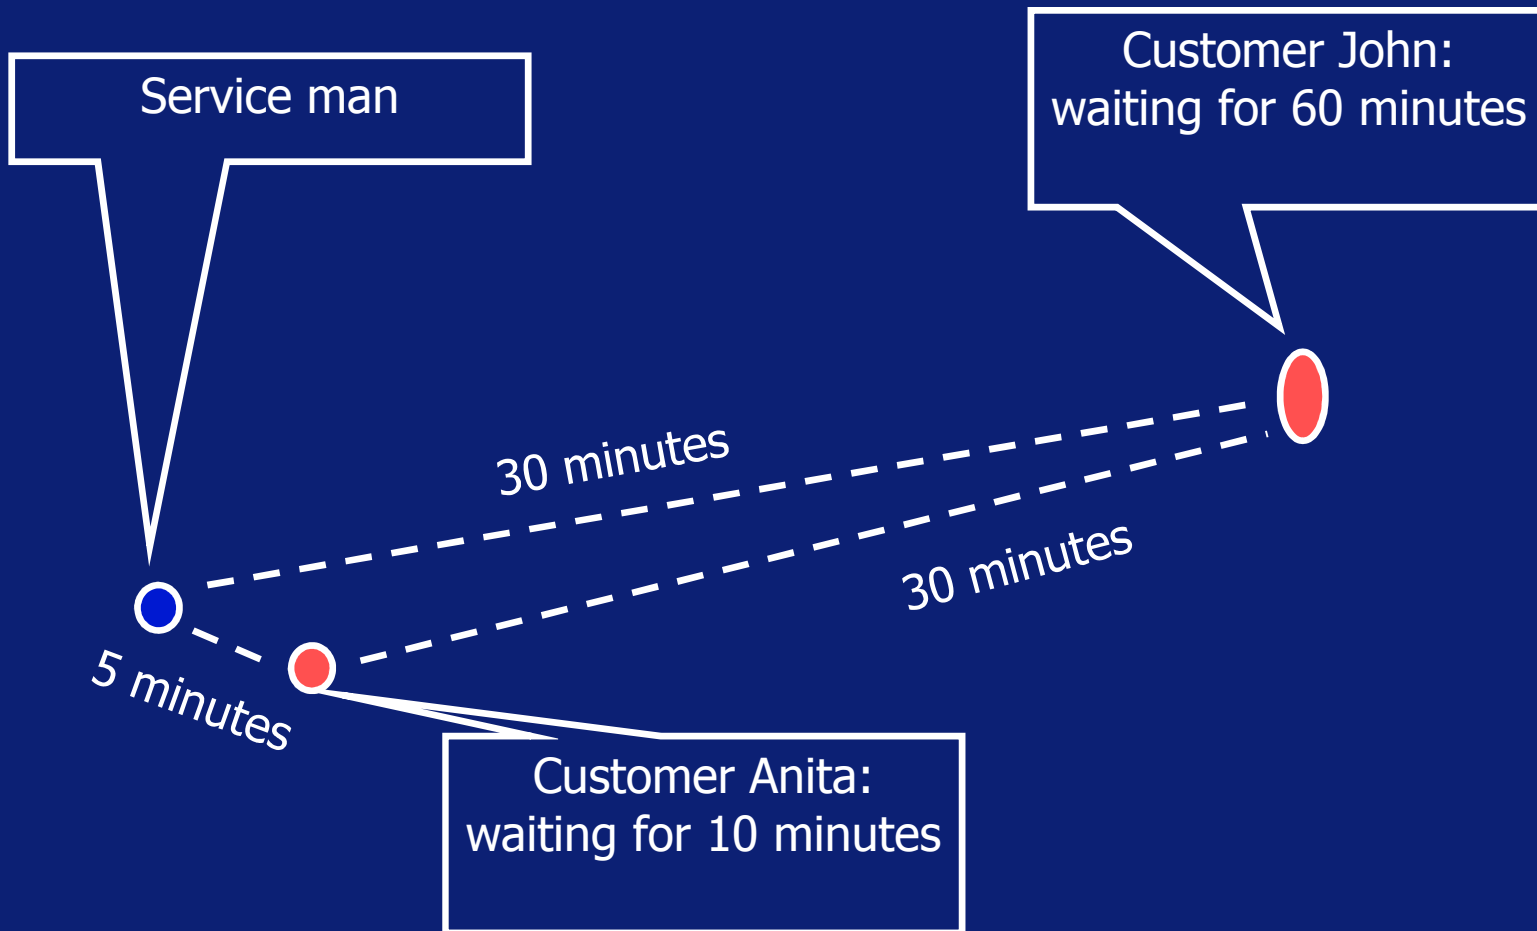 Service man
Customer John:
waiting for 60 minutes
30 minutes
30 minutes
5 minutes
Customer Anita:
waiting for 10 minutes